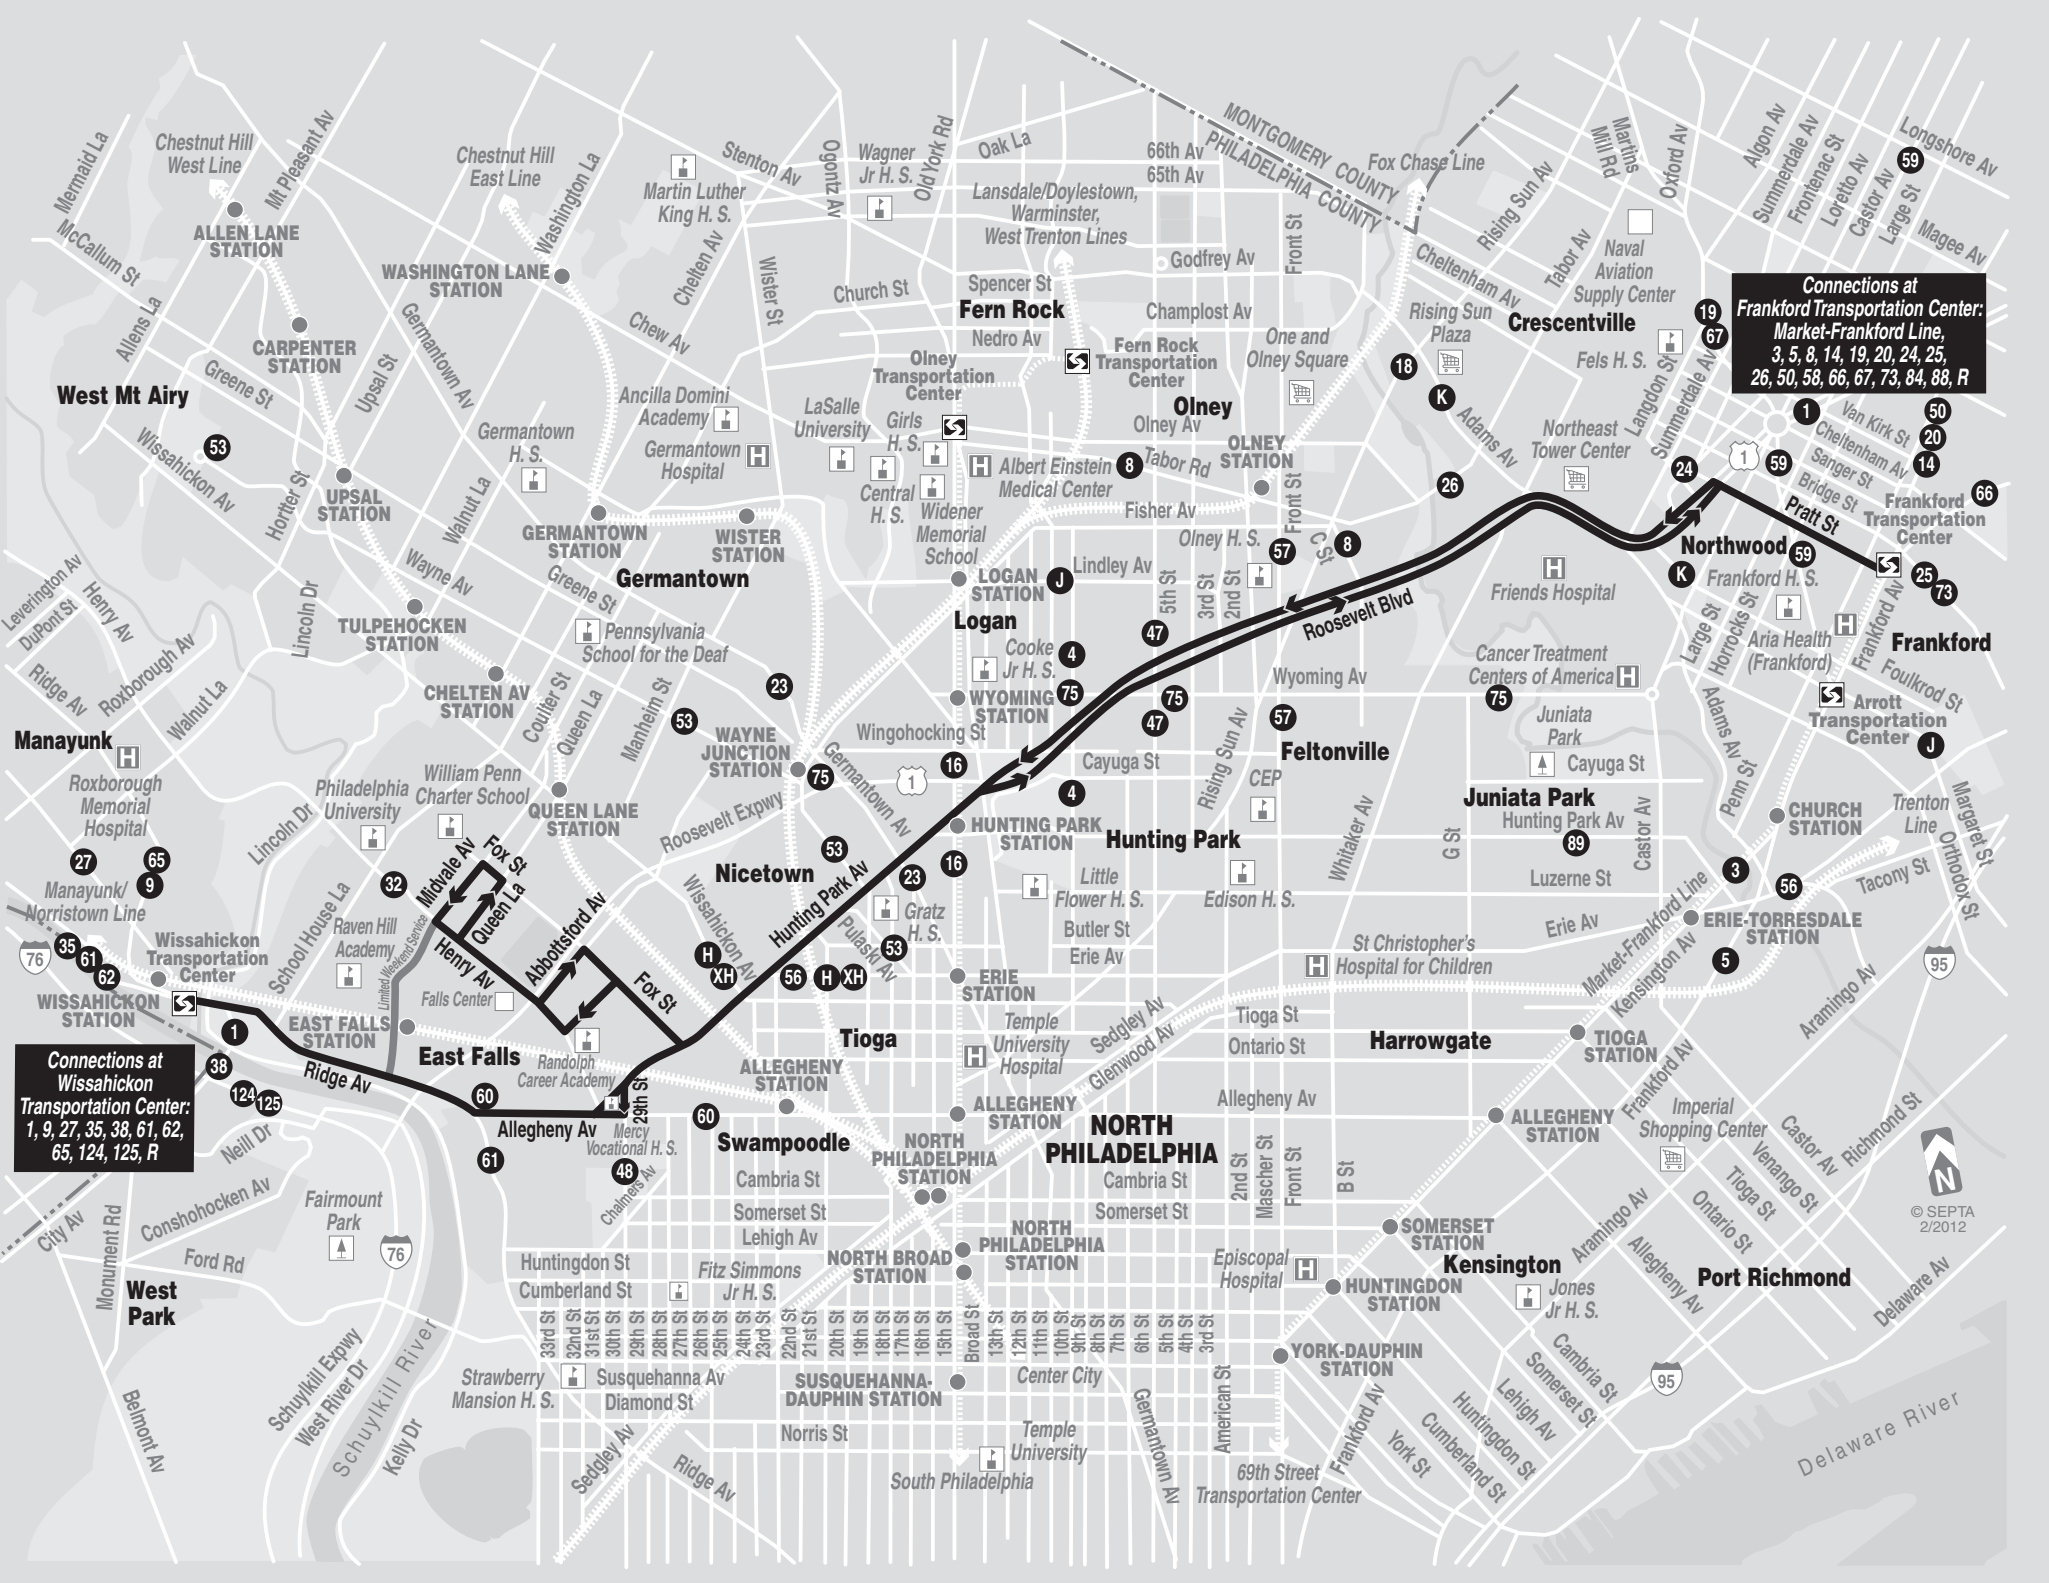 MONTGOMERY COUNTY
PHILADELPHIA COUNTY
Mermaid La
Chestnut Hill
West Line
Mt Pleasant Av
Chestnut Hill
East Line
Washington La
Martin Luther
King H. S.
Stenton Av
Ogontz Av
Wagner
Jr H. S.
Old York Rd
Oak La
66th Av
65th Av
Fox Chase Line
Rising Sun Av
Martins
Mill Rd
Oxford Av
Algon Av
Summerdale Av
Frontenac St
Loretto Av
Castor Av
Large St
Longshore Av
59
Magee Av
McCallum St
ALLEN LANE
STATION
WASHINGTON LANE
STATION
Chelten Av
Wister St
Lansdale/Doylestown,
Warminster,
West Trenton Lines
Godfrey Av
Front St
Cheltenham Av
Tabor Av
Naval
Aviation
Supply Center
Connections at
Frankford Transportation Center:
Market-Frankford Line,
3, 5, 8, 14, 19, 20, 24, 25,
26, 50, 58, 66, 67, 73, 84, 88, R
Allens La
CARPENTER
STATION
Germantown Av
Chew Av
Church St
Spencer St
Fern Rock
Nedro Av
Champlost Av
One and
Olney Square
Rising Sun
Plaza
Crescentville
Fels H. S.
19
67
West Mt Airy
Greene St
Upsal St
Ancilla Domini
Academy
LaSalle
University
Olney
Transportation
Center
Girls
H. S.
Fern Rock
Transportation
Center
Olney
Olney Av
18
K
Langdon St
Summerdale Av
1
Van Kirk St
50
Cheltenham Av
20
Sanger St
14
Bridge St
66
53
Wissahickon Av
Germantown
H. S.
Germantown
Hospital
Albert Einstein
Medical Center
8
Tabor Rd
OLNEY
STATION
Adams Av
Northeast
Tower Center
24
1
59
Hortter St
UPSAL
STATION
Walnut La
GERMANTOWN
STATION
WISTER
STATION
Central
H. S.
Widener
Memorial
School
Fisher Av
Front St
26
Pratt St
Frankford
Transportation
Center
Leverington Av
DuPont St
Henry Av
Wayne Av
Greene St
Germantown
LOGAN
STATION
J
Lindley Av
Olney H. S.
57
C St
8
Northwood
59
K
Friends Hospital
Frankford H. S.
25
73
Lincoln Dr
TULPEHOCKEN
STATION
Pennsylvania
School for the Deaf
Logan
5th St
3rd St
2nd St
Roosevelt Blvd
Large St
Horrocks St
Aria Health
(Frankford)
Frankford Av
Frankford
Ridge Av
Roxborough Av
Walnut La
CHELTEN AV
STATION
Coulter St
Queen La
Manheim St
23
53
Cooke
Jr H. S.
4
47
WYOMING
STATION
75
75
47
Wyoming Av
Cancer Treatment
Centers of America
75
Foulkrod St
Arrott
Transportation
Center
J
Manayunk
Roxborough
Memorial
Hospital
WAYNE
JUNCTION
STATION
75
Germantown Av
Wingohocking St
16
1
Cayuga St
4
Rising Sun Av
57
Feltonville
CEP
Juniata
Park
Cayuga St
Adams Av
Penn St
Philadelphia
University
William Penn
Charter School
QUEEN LANE
STATION
Roosevelt Expwy
HUNTING PARK
STATION
Hunting Park
Whitaker Av
Juniata Park
Hunting Park Av
89
G St
Castor Av
CHURCH
STATION
Trenton
Line
Margaret St
Orthodox St
Lincoln Dr
27
65
9
32
Midvale Av
Fox St
Queen La
Nicetown
53
Hunting Park Av
23
16
Little
Flower H. S.
Edison H. S.
Luzerne St
3
56
Tacony St
Manayunk/
Norristown Line
School House La
Raven Hill
Academy
Limited Weekend Service
Henry Av
Abbottsford Av
Wissahickon Av
Pulaski Av
Gratz
H. S.
53
Butler St
Erie Av
St Christopher's
Hospital for Children
Erie Av
Market-Frankford Line
Kensington Av
ERIE-TORRESDALE
STATION
5
95
76
35
61
62
Wissahickon
Transportation
Center
WISSAHICKON
STATION
EAST FALLS
STATION
Falls Center
Fox St
H
XH
56
H
XH
ERIE
STATION
Sedgley Av
Glenwood Av
Tioga St
Ontario St
Harrowgate
TIOGA
STATION
Frankford Av
Aramingo Av
1
Connections at
Wissahickon
Transportation Center:
1, 9, 27, 35, 38, 61, 62,
65, 124, 125, R
38
124
125
Ridge Av
East Falls
Randolph
Career Academy
29th St
Tioga
Temple
University
Hospital
ALLEGHENY
STATION
60
61
Allegheny Av
Mercy
Vocational H. S.
48
Chalmers Av
60
Swampoodle
ALLEGHENY
STATION
Allegheny Av
NORTH
PHILADELPHIA
ALLEGHENY
STATION
Imperial
Shopping Center
Castor Av
Venango St
Tioga St
Ontario St
Richmond St
N
© SEPTA
2/2012
Neill Dr
Conshohocken Av
City Av
Monument Rd
Ford Rd
Fairmount
Park
76
West
Park
NORTH
PHILADELPHIA
STATION
Cambria St
Somerset St
Lehigh Av
Cambria St
Somerset St
2nd St
Mascher St
Front St
B St
SOMERSET
STATION
Kensington
Aramingo Av
Allegheny Av
Port Richmond
Delaware Av
Huntingdon St
Cumberland St
Fitz Simmons
Jr H. S.
NORTH BROAD
STATION
NORTH
PHILADELPHIA
STATION
Episcopal
Hospital
HUNTINGDON
STATION
Jones
Jr H. S.
33rd St
32nd St
31st St
30th St
29th St
28th St
27th St
26th St
25th St
24th St
23rd St
22nd St
21st St
20th St
19th St
18th St
17th St
16th St
15th St
Broad St
13th St
12th St
11th St
10th St
9th St
8th St
7th St
6th St
5th St
4th St
3rd St
YORK-DAUPHIN
STATION
95
Strawberry
Mansion H. S.
Susquehanna Av
Diamond St
SUSQUEHANNA-
DAUPHIN STATION
Center City
Germantown Av
American St
Frankford Av
York St
Cumberland St
Huntingdon St
Lehigh Av
Somerset St
Cambria St
Belmont Av
Schuylkill Expwy
West River Dr
Schuylkill River
Kelly Dr
Sedgley Av
Ridge Av
Norris St
Temple
University
South Philadelphia
69th Street
Transportation Center
Delaware River